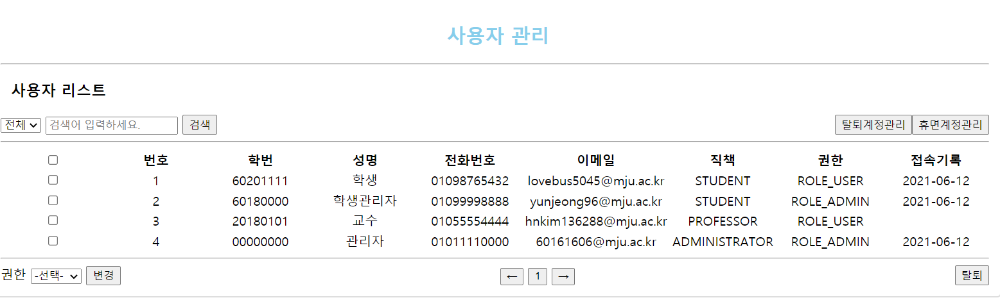 사용자 관리
사용자 리스트
전체 검색어 입력하세요. 검색 탈퇴계정관리 휴면계정관리
번호 학번 성명 전화번호 이메일 직책 권한 접속기록
1 60201111 학생 01098765432 lovebus5045@mju.ac.kr STUDENT ROLE_USER 2021-06-12
2 60180000 학생관리자 01099998888 yunjeong96@mju.ac.kr STUDENT ROLE_ADMIN 2021-06-12
3 20180101 교수 01055554444 hnkim136288@mju.ac.kr PROFESSOR ROLE_USER
4 00000000 관리자 01011110000 60161606@mju.ac.kr ADMINISTRATOR ROLE_ADMIN 2021-06-12
권한 -선택- 변경 ← 1 → 탈퇴